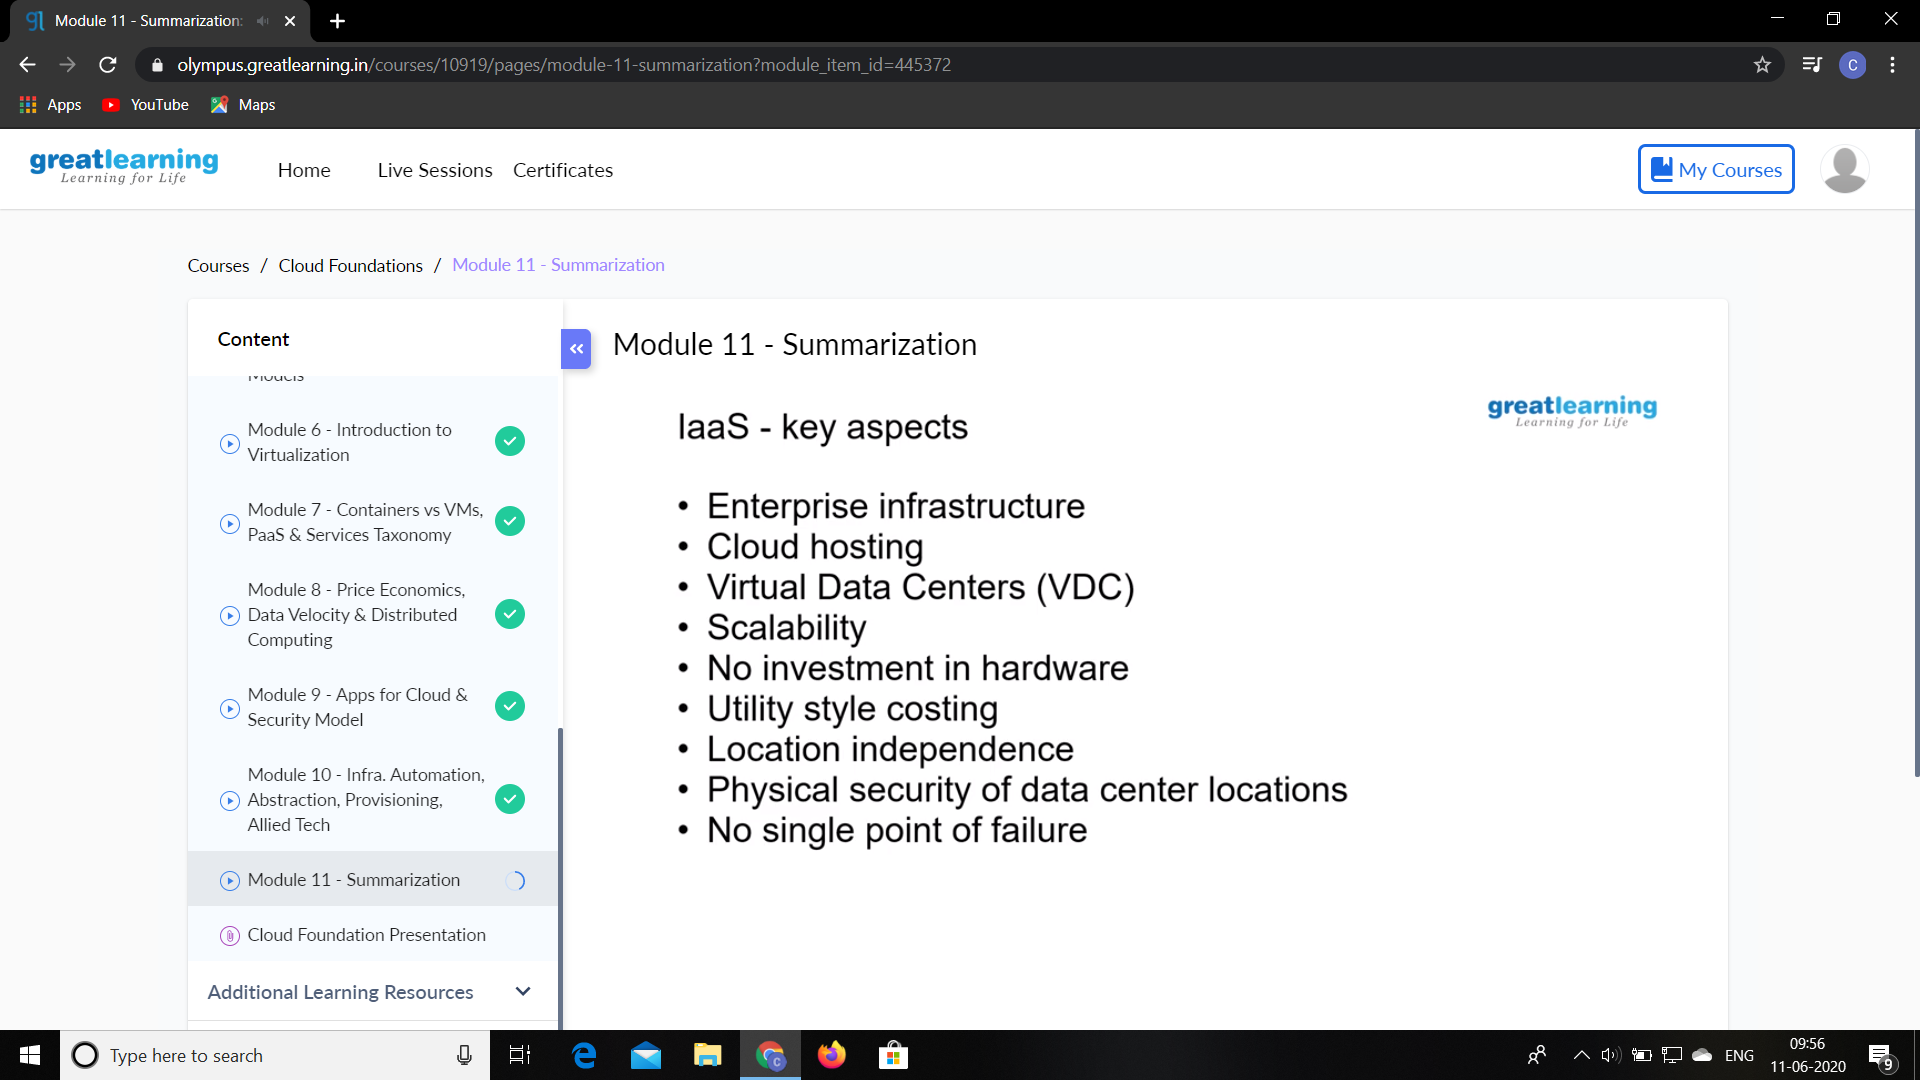 Module 11 - Summarization:
olympus.greatlearning.in/courses/10919/pages/module-11-summarization?module_item_id=445372
C
Apps YouTube Maps
greatlearning
Learning for Life
Home Live Sessions Certificates
My Courses
Courses / Cloud Foundations / Module 11 - Summarization
Content
Models
Module 6 - Introduction to
Virtualization
Module 7 - Containers vs VMs,
PaaS & Services Taxonomy
Module 8 - Price Economics,
Data Velocity & Distributed
Computing
Module 9 - Apps for Cloud &
Security Model
Module 10 - Infra. Automation,
Abstraction, Provisioning,
Allied Tech
Module 11 - Summarization
Cloud Foundation Presentation
Additional Learning Resources
Module 11 - Summarization
greatlearning
Learning for Life
IaaS - key aspects
• Enterprise infrastructure
• Cloud hosting
• Virtual Data Centers (VDC)
• Scalability
• No investment in hardware
• Utility style costing
• Location independence
• Physical security of data center locations
• No single point of failure
Type here to search
C
ENG
09:56
11-06-2020
9